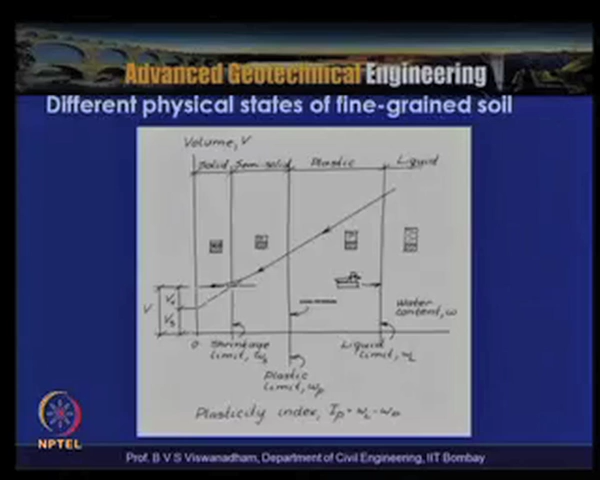 Advanced Geotechnical Engineering
Different physical states of fine-grained soil
Volume, V
Solid Semi-solid Plastic Liquid
V
Vs
Water content, w
0
Shrinkage limit, ws
Liquid limit, wL
Plastic limit, wp
Plasticity index, Ip = wL - wp
NPTEL
Prof. B V S Viswanadham, Department of Civil Engineering, IIT Bombay